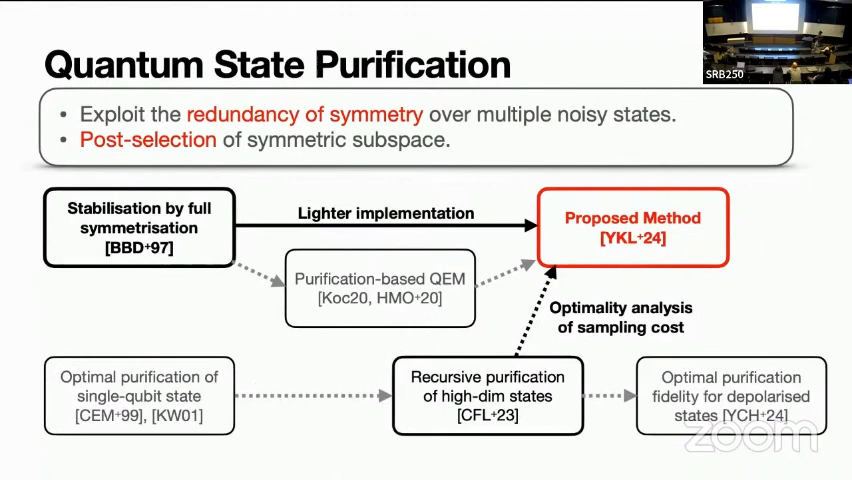 Quantum State Purification
SRB250
• Exploit the redundancy of symmetry over multiple noisy states.
• Post-selection of symmetric subspace.
Stabilisation by full
symmetrisation
[BBD+97]
Lighter implementation
Proposed Method
[YKL+24]
Purification-based QEM
[Koc20, HMO+20]
Optimality analysis
of sampling cost
Optimal purification of
single-qubit state
[CEM+99], [KW01]
Recursive purification
of high-dim states
[CFL+23]
Optimal purification
fidelity for depolarised
states [YCH+24]
zoom